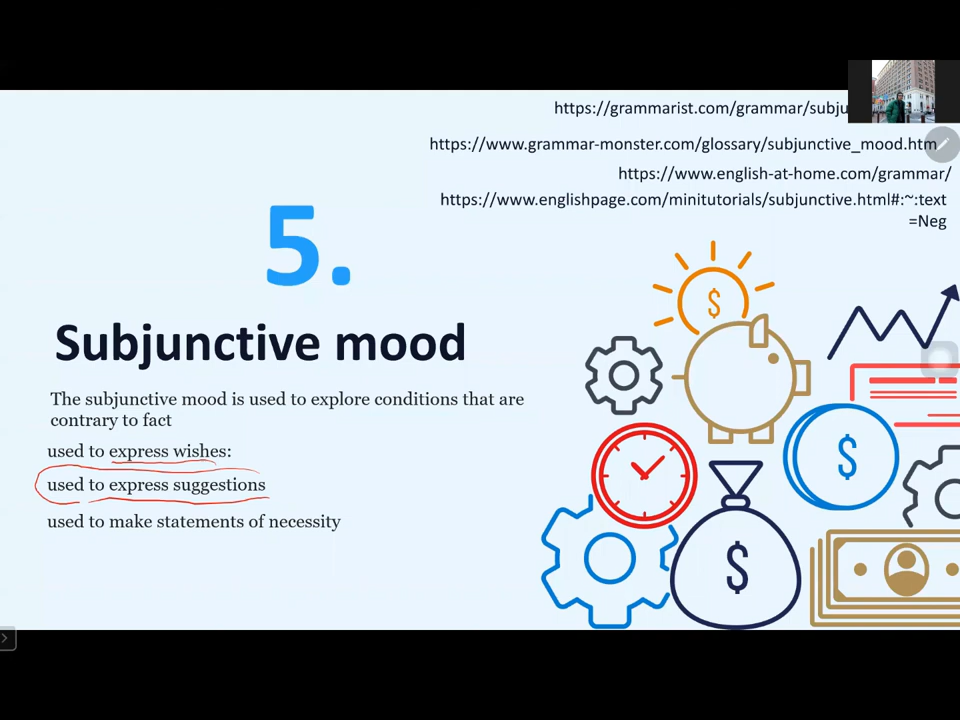 https://grammarist.com/grammar/subju
https://www.grammar-monster.com/glossary/subjunctive_mood.htm
https://www.english-at-home.com/grammar/
https://www.englishpage.com/minitutorials/subjunctive.html#:~:text
=Neg
5.
Subjunctive mood
The subjunctive mood is used to explore conditions that are
contrary to fact
used to express wishes:
used to express suggestions
used to make statements of necessity
$
$
$